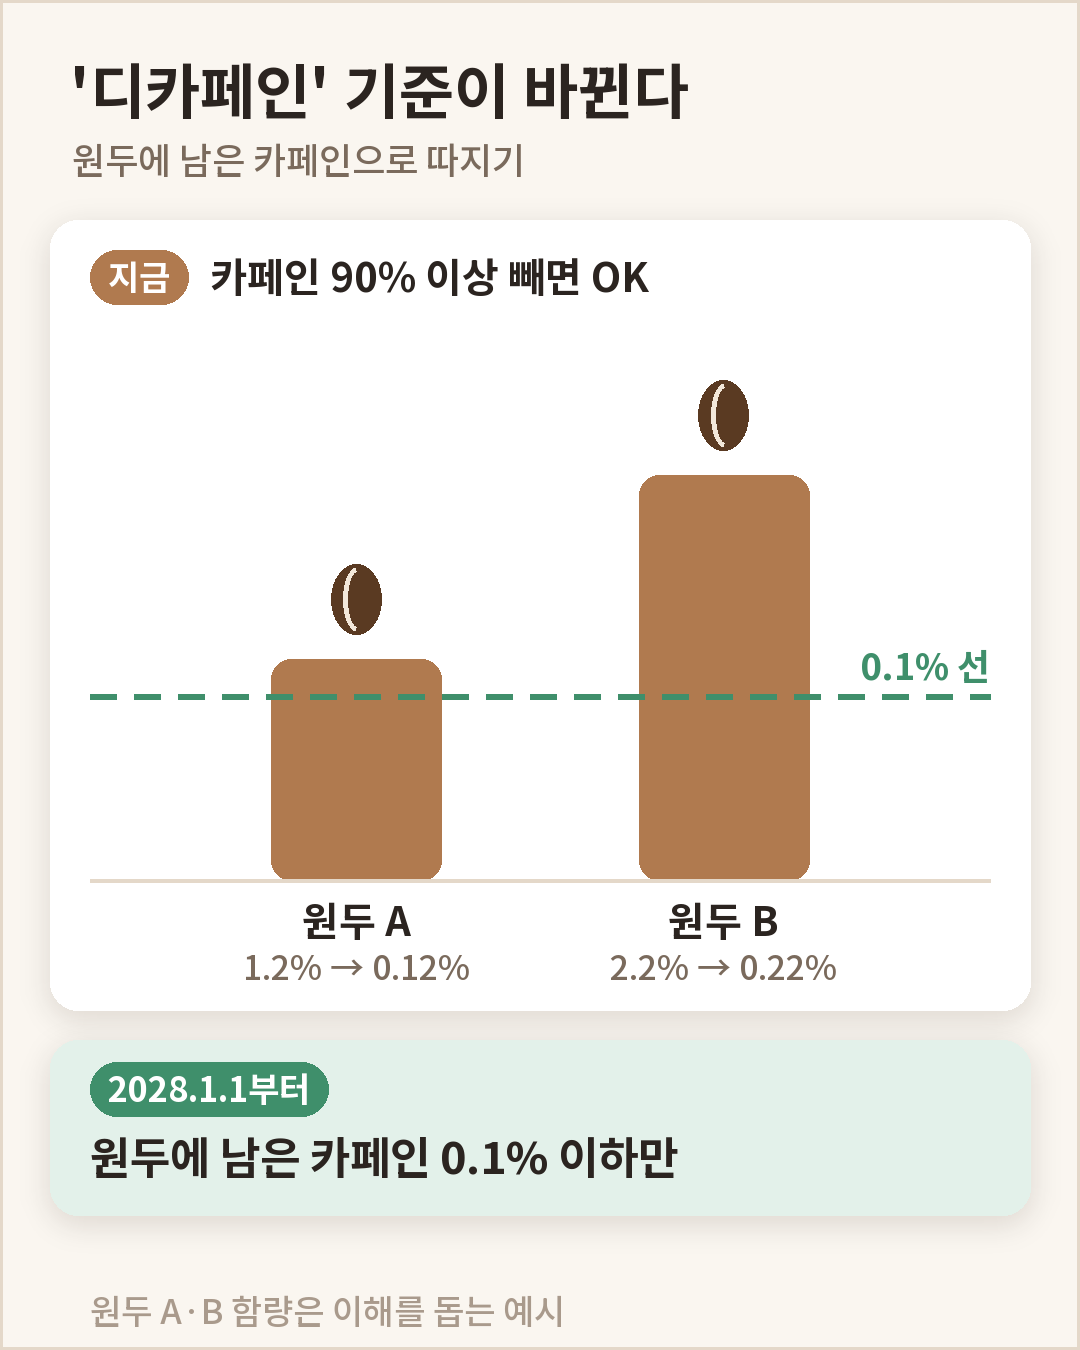 '디카페인' 기준이 바뀐다
원두에 남은 카페인으로 따지기
지금 카페인 90% 이상 빼면 OK
0.1% 선
원두 A
1.2% → 0.12%
원두 B
2.2% → 0.22%
2028.1.1부터
원두에 남은 카페인 0.1% 이하만
원두 A·B 함량은 이해를 돕는 예시